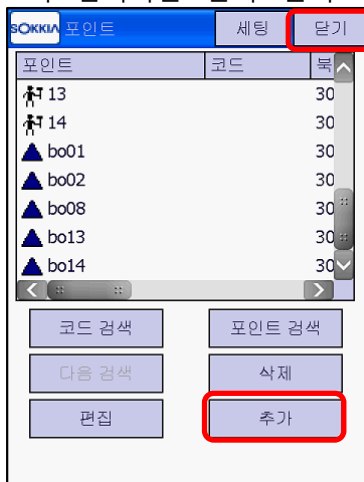 SOKKIA 포인트 세팅 닫기
포인트 코드 북
13 30
14 30
bo01 30
bo02 30
bo08 30
bo13 30
bo14 30
코드 검색 포인트 검색
다음 검색 삭제
편집 추가